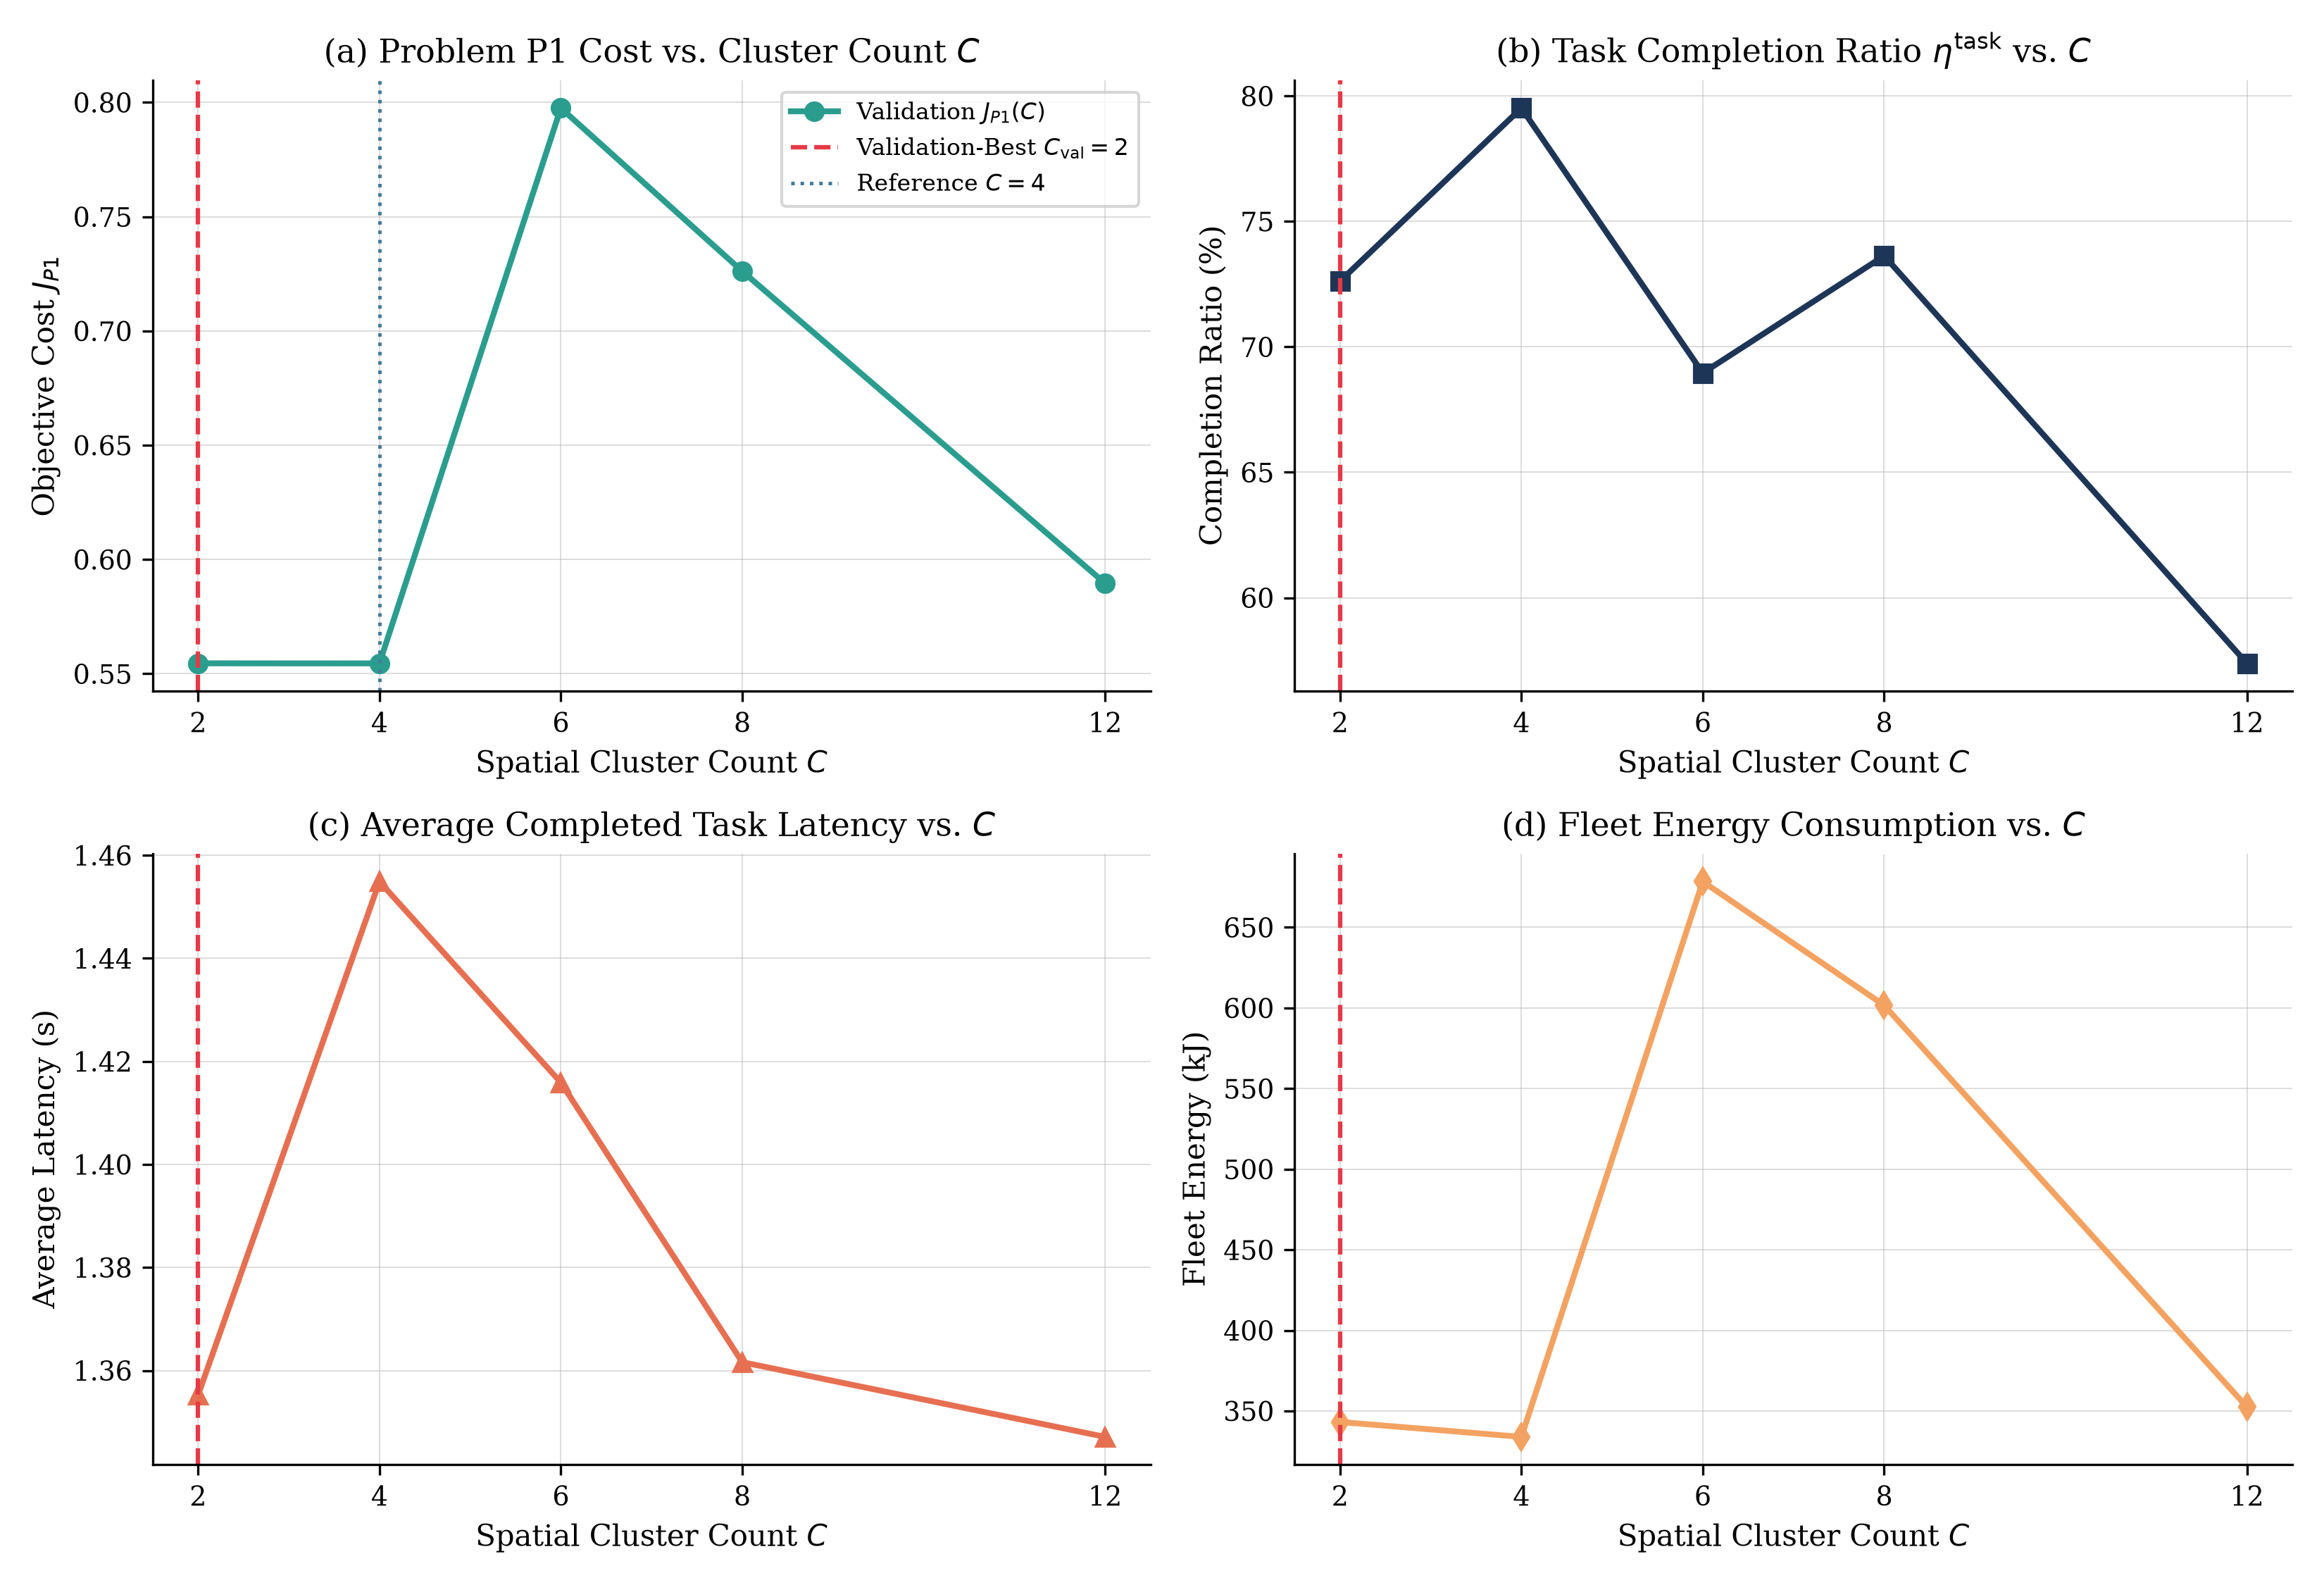 (a) Problem P1 Cost vs. Cluster Count C
Objective Cost J_{P1}
0.80
0.75
0.70
0.65
0.60
0.55
Validation J_{P1}(C)
Validation-Best C_{val} = 2
Reference C = 4
2 4 6 8 12
Spatial Cluster Count C
(b) Task Completion Ratio η^{task} vs. C
Completion Ratio (%)
80
75
70
65
60
2 4 6 8 12
Spatial Cluster Count C
(c) Average Completed Task Latency vs. C
Average Latency (s)
1.46
1.44
1.42
1.40
1.38
1.36
2 4 6 8 12
Spatial Cluster Count C
(d) Fleet Energy Consumption vs. C
Fleet Energy (kJ)
650
600
550
500
450
400
350
2 4 6 8 12
Spatial Cluster Count C